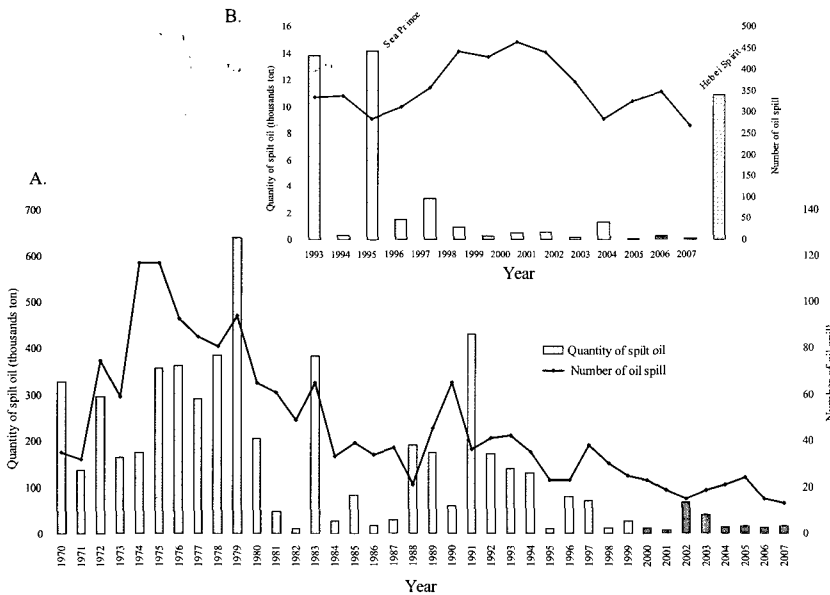 B.
Sea Prince
Hebei Spirit
Quantity of spilt oil (thousands ton)
16
14
12
10
8
6
4
2
0
500
450
400
350
300
250
200
150
100
50
0
Number of oil spill
1993 1994 1995 1996 1997 1998 1999 2000 2001 2002 2003 2004 2005 2006 2007
Year
A.
Quantity of spilt oil (thousands ton)
700
600
500
400
300
200
100
0
140
120
100
80
60
40
20
0
Number of oil spill
Quantity of spilt oil
Number of oil spill
1970 1971 1972 1973 1974 1975 1976 1977 1978 1979 1980 1981 1982 1983 1984 1985 1986 1987 1988 1989 1990 1991 1992 1993 1994 1995 1996 1997 1998 1999 2000 2001 2002 2003 2004 2005 2006 2007
Year